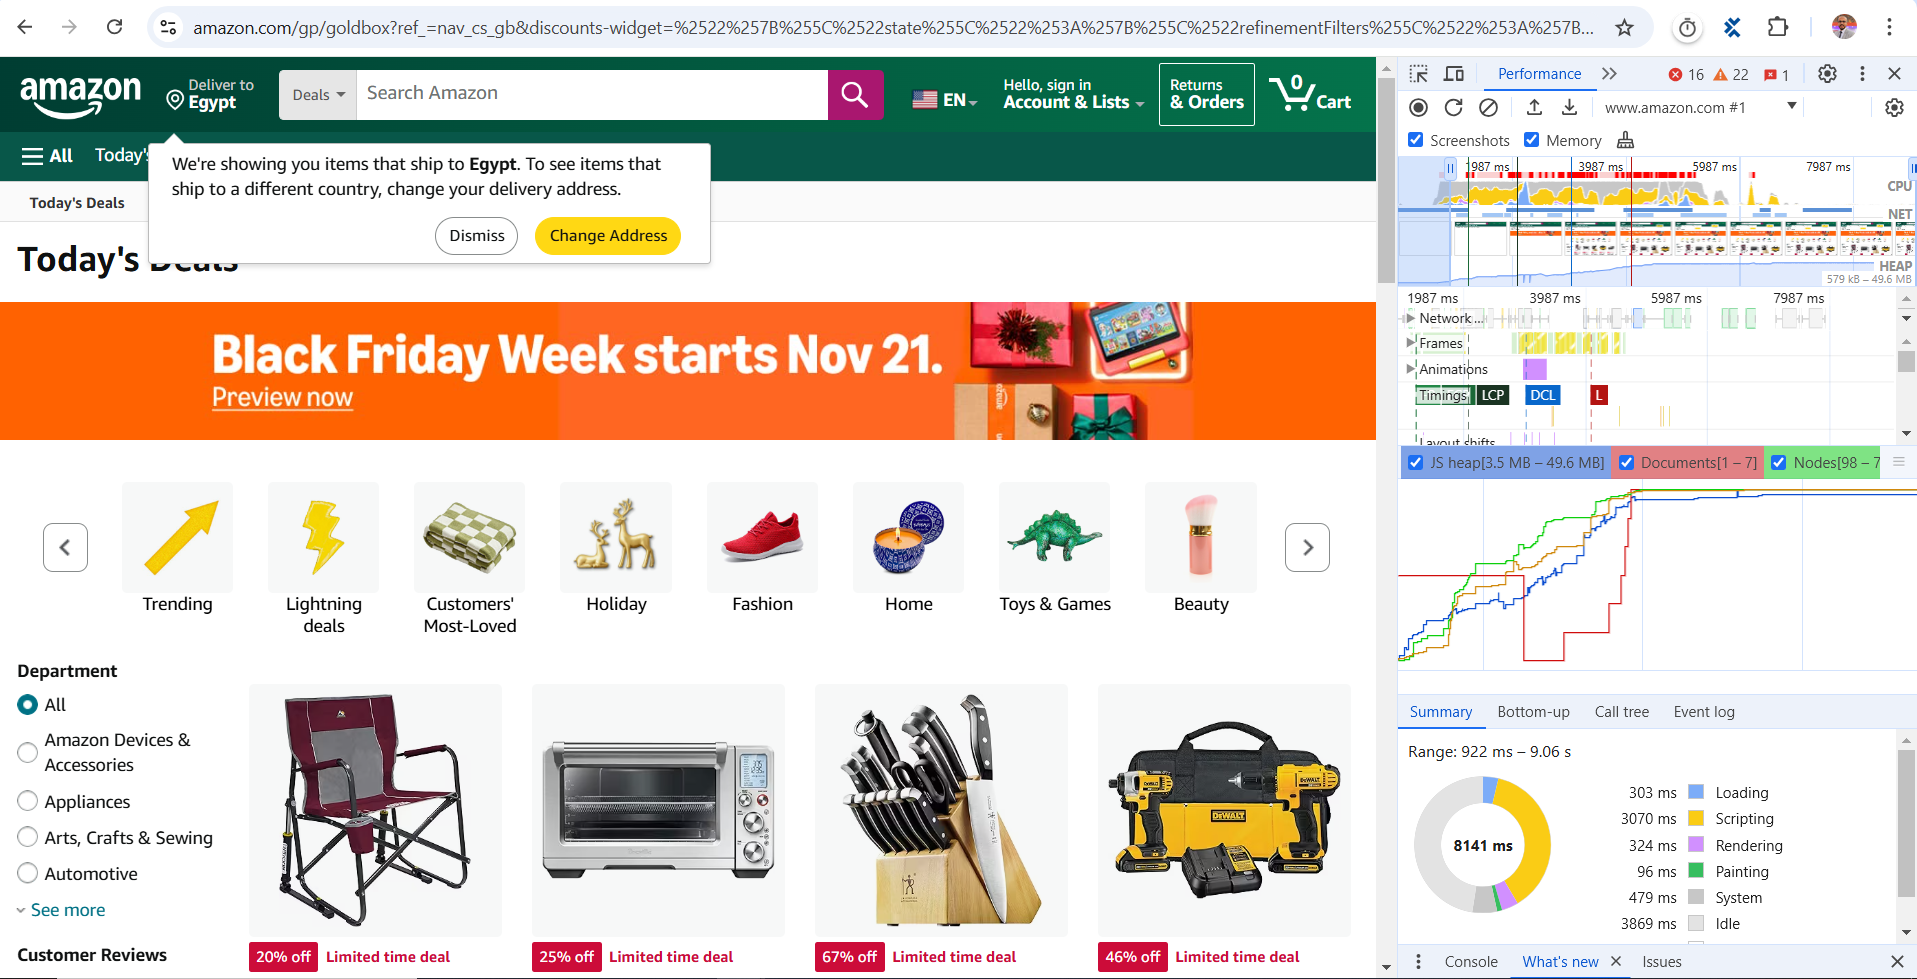 amazon.com/gp/goldbox?ref_=nav_cs_gb&discounts-widget=%2522%257B%255C%2522state%255C%2522%253A%257B%255C%2522refinementFilters%255C%2522%253A%257B...
amazon
Deliver to
Egypt
Deals
Search Amazon
EN
Hello, sign in
Account & Lists
Returns
& Orders
0
Cart
All
Today's
We're showing you items that ship to Egypt. To see items that
ship to a different country, change your delivery address.
Dismiss
Change Address
Today's Deals
Today's Deals
Black Friday Week starts Nov 21.
Preview now
Trending
Lightning
deals
Customers'
Most-Loved
Holiday
Fashion
Home
Toys & Games
Beauty
Department
All
Amazon Devices &
Accessories
Appliances
Arts, Crafts & Sewing
Automotive
See more
Customer Reviews
DEWALT
20% off
Limited time deal
25% off
Limited time deal
67% off
Limited time deal
46% off
Limited time deal
Performance
16
22
1
www.amazon.com #1
Screenshots
Memory
1987 ms
3987 ms
5987 ms
7987 ms
CPU
NET
HEAP
579 kB – 49.6 MB
1987 ms
3987 ms
5987 ms
7987 ms
Network ...
Frames
Animations
Timings
LCP
DCL
L
Layout shifts
JS heap[3.5 MB – 49.6 MB]
Documents[1 – 7]
Nodes[98 – 7
Summary
Bottom-up
Call tree
Event log
Range: 922 ms – 9.06 s
8141 ms
303 ms Loading
3070 ms Scripting
324 ms Rendering
96 ms Painting
479 ms System
3869 ms Idle
Console
What's new
Issues